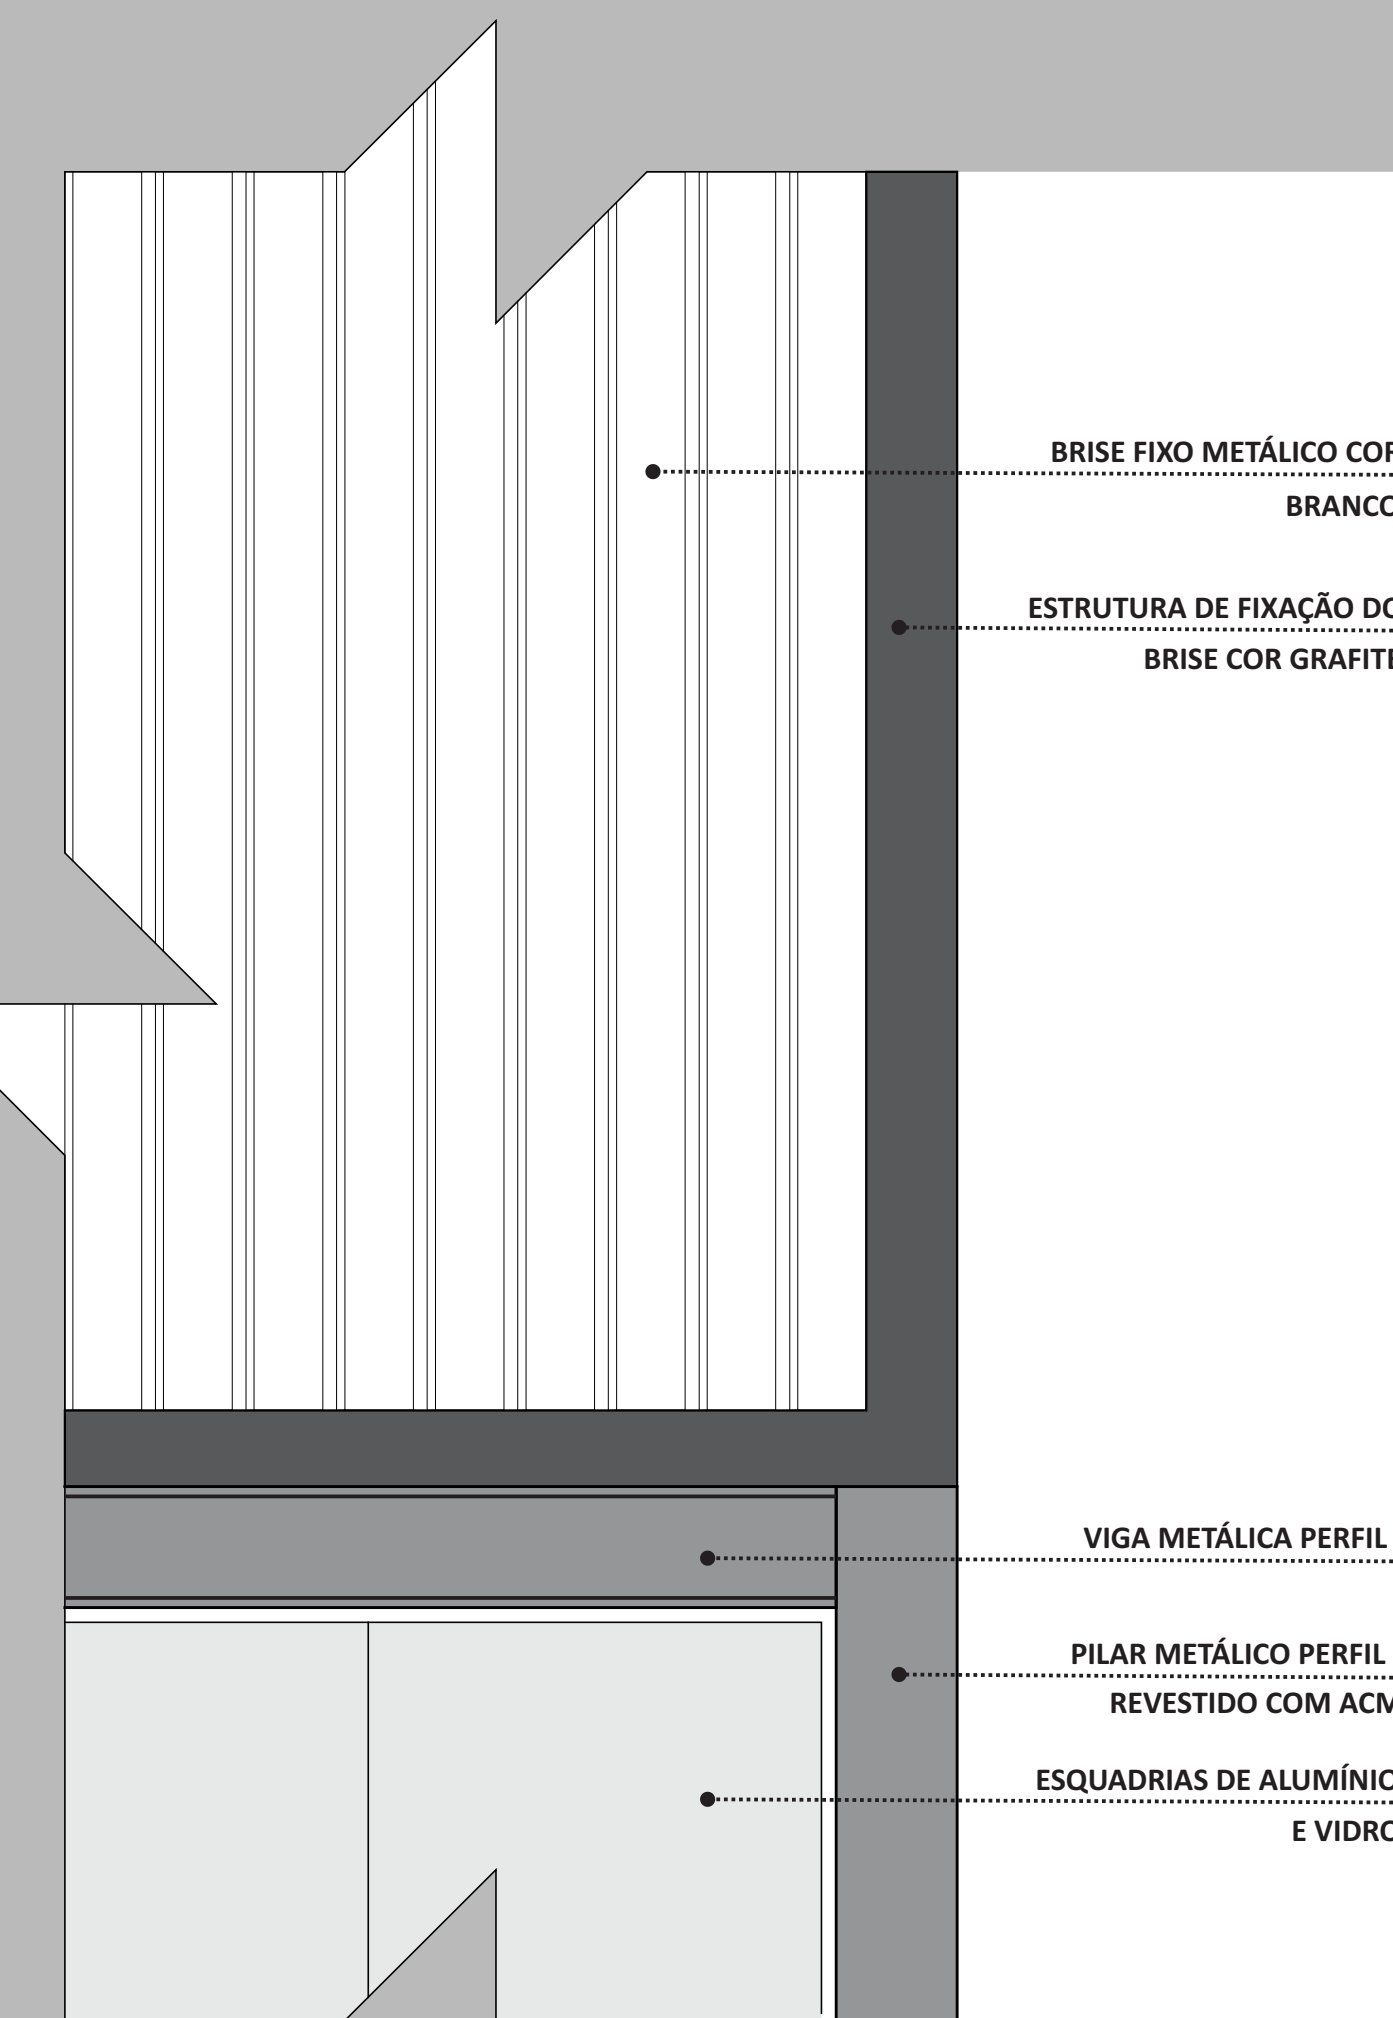 BRISE FIXO METÁLICO COR
BRANCO
ESTRUTURA DE FIXAÇÃO DO
BRISE COR GRAFITE
VIGA METÁLICA PERFIL
PILAR METÁLICO PERFIL
REVESTIDO COM ACM
ESQUADRIAS DE ALUMÍNIO
E VIDRO